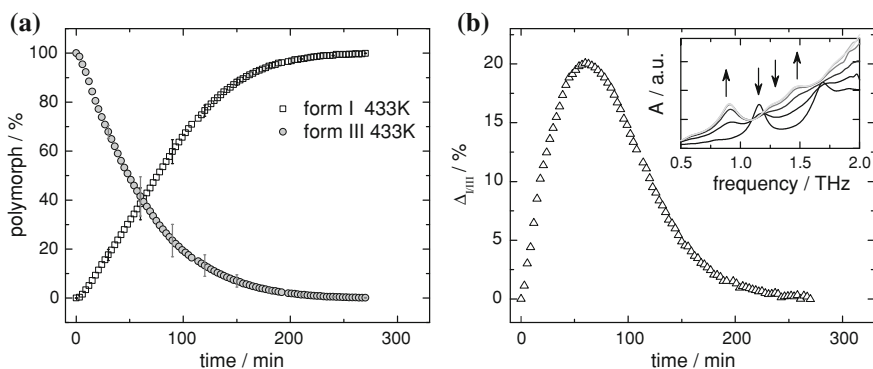 (a)
100
80
60
40
20
0
polymorph / %
form I 433K
form III 433K
0
100
200
300
time / min
(b)
20
15
10
5
0
Δ I/III / %
A / a.u.
0.5
1.0
1.5
2.0
frequency / THz
0
100
200
300
time / min